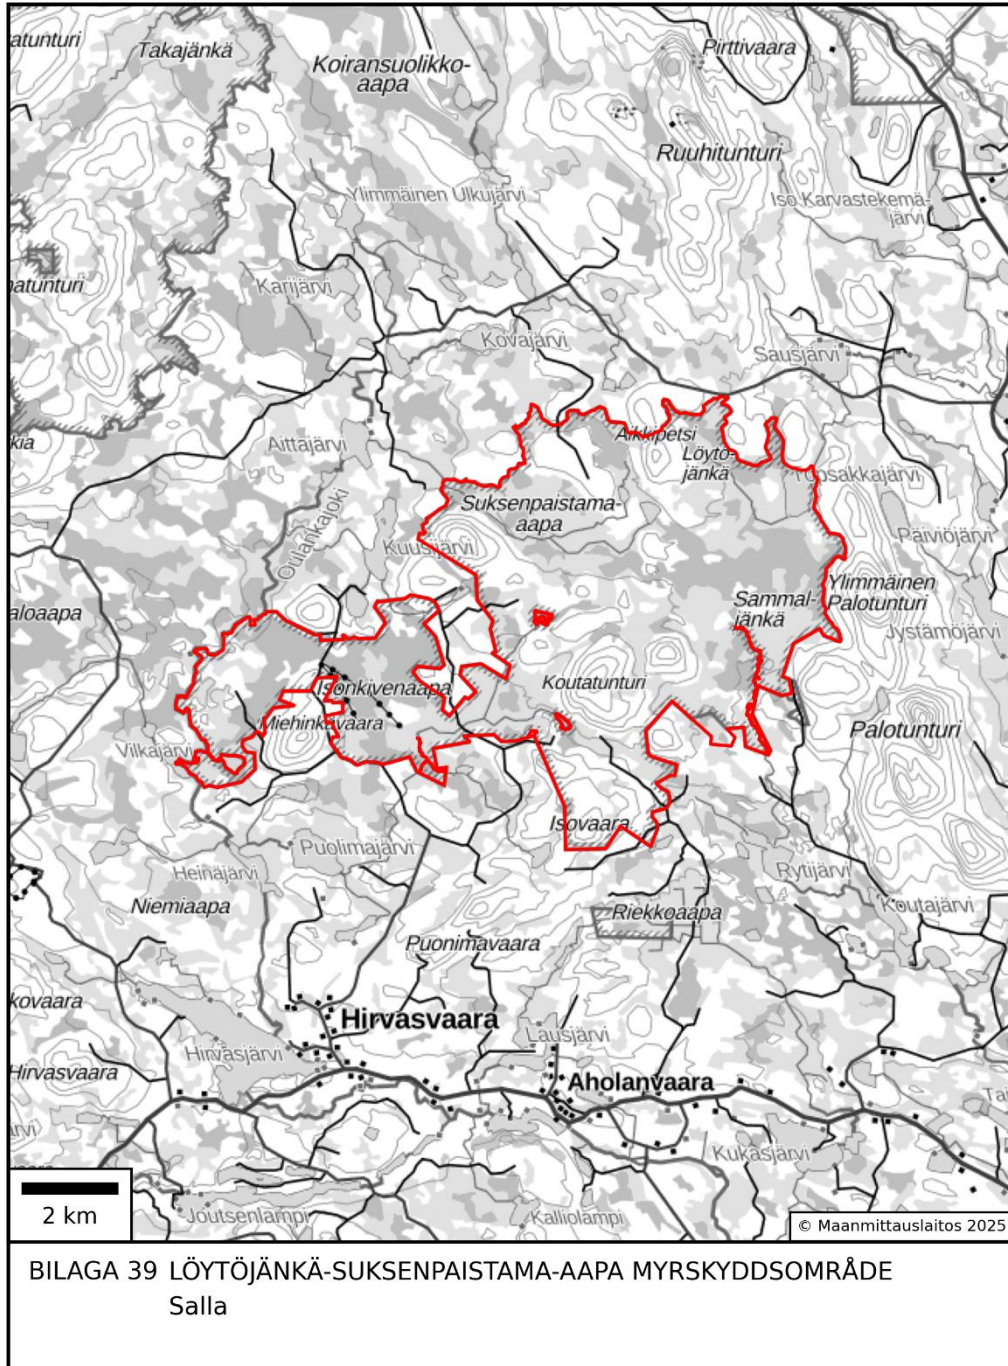 atunturi
Takajänkä
Koiransuolikko-
aapa
Pirttivaara
Ruuhitunturi
Ylimmäinen Ulkujärvi
Iso Karvastekemä-
järvi
Karijärvi
Kovajärvi
Sausjärvi
Aikkipetsi
Löytö-
jänkä
Aittajärvi
Suksenpaistama-
aapa
Päiviöjärvi
Oulankajoki
Kuusijärvi
Ylimmäinen
Palotunturi
Sammal-
jänkä
aloaapa
Jystämöjärvi
Isonkivenaapa
Koutatunturi
Miehinkävaara
Vilkajärvi
Palotunturi
Isovaara
Puolimajärvi
Heinäjärvi
Rytijärvi
Niemiaapa
Riekkoaapa
Koutajärvi
Puonimavaara
kovaara
Hirvasvaara
Lausjärvi
Hirvasjärvi
Hirvasvaara
Aholanvaara
Kukasjärvi
2 km
Joutsenlampi
Kalliolampi
© Maanmittauslaitos 2025
BILAGA 39 LÖYTÖJÄNKÄ-SUKSENPAISTAMA-AAPA MYRSKYDDSOMRÅDE
Salla